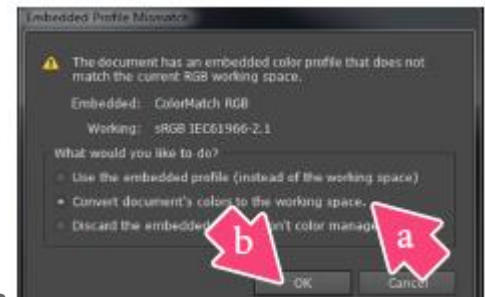 Embedded Profile Mismatch
The document has an embedded color profile that does not
match the current RGB working space.
Embedded: ColorMatch RGB
Working: sRGB IEC61966-2.1
What would you like to do?
Use the embedded profile (instead of the working space)
Convert document's colors to the working space.
Discard the embedded on't color manage
b
a
OK
Cancel